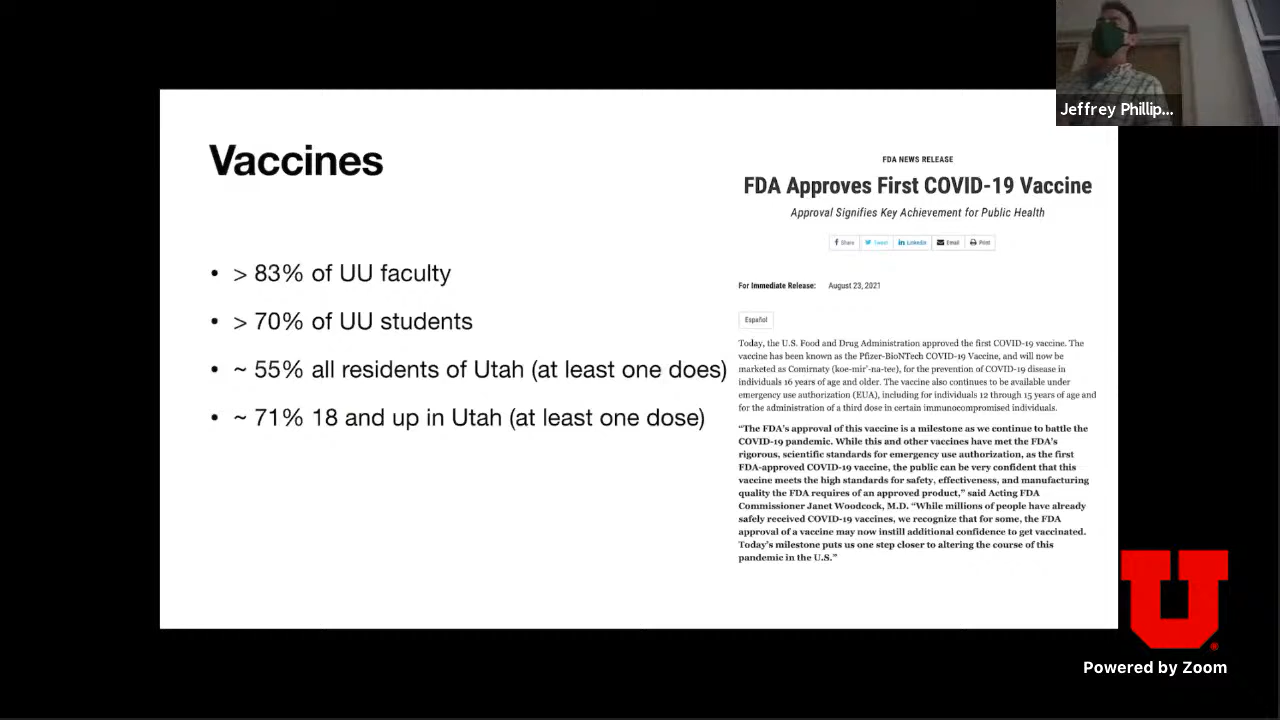 Jeffrey Phillip...
Vaccines
• > 83% of UU faculty
• > 70% of UU students
• ~ 55% all residents of Utah (at least one does)
• ~ 71% 18 and up in Utah (at least one dose)
FDA NEWS RELEASE
FDA Approves First COVID-19 Vaccine
Approval Signifies Key Achievement for Public Health
Share Tweet Linkedin Email Print
For Immediate Release: August 23, 2021
Español
Today, the U.S. Food and Drug Administration approved the first COVID-19 vaccine. The
vaccine has been known as the Pfizer-BioNTech COVID-19 Vaccine, and will now be
marketed as Comirnaty (koe-mir’-na-tee), for the prevention of COVID-19 disease in
individuals 16 years of age and older. The vaccine also continues to be available under
emergency use authorization (EUA), including for individuals 12 through 15 years of age and
for the administration of a third dose in certain immunocompromised individuals.
“The FDA’s approval of this vaccine is a milestone as we continue to battle the
COVID-19 pandemic. While this and other vaccines have met the FDA’s
rigorous, scientific standards for emergency use authorization, as the first
FDA-approved COVID-19 vaccine, the public can be very confident that this
vaccine meets the high standards for safety, effectiveness, and manufacturing
quality the FDA requires of an approved product,” said Acting FDA
Commissioner Janet Woodcock, M.D. “While millions of people have already
safely received COVID-19 vaccines, we recognize that for some, the FDA
approval of a vaccine may now instill additional confidence to get vaccinated.
Today’s milestone puts us one step closer to altering the course of this
pandemic in the U.S.”
U
®
Powered by Zoom